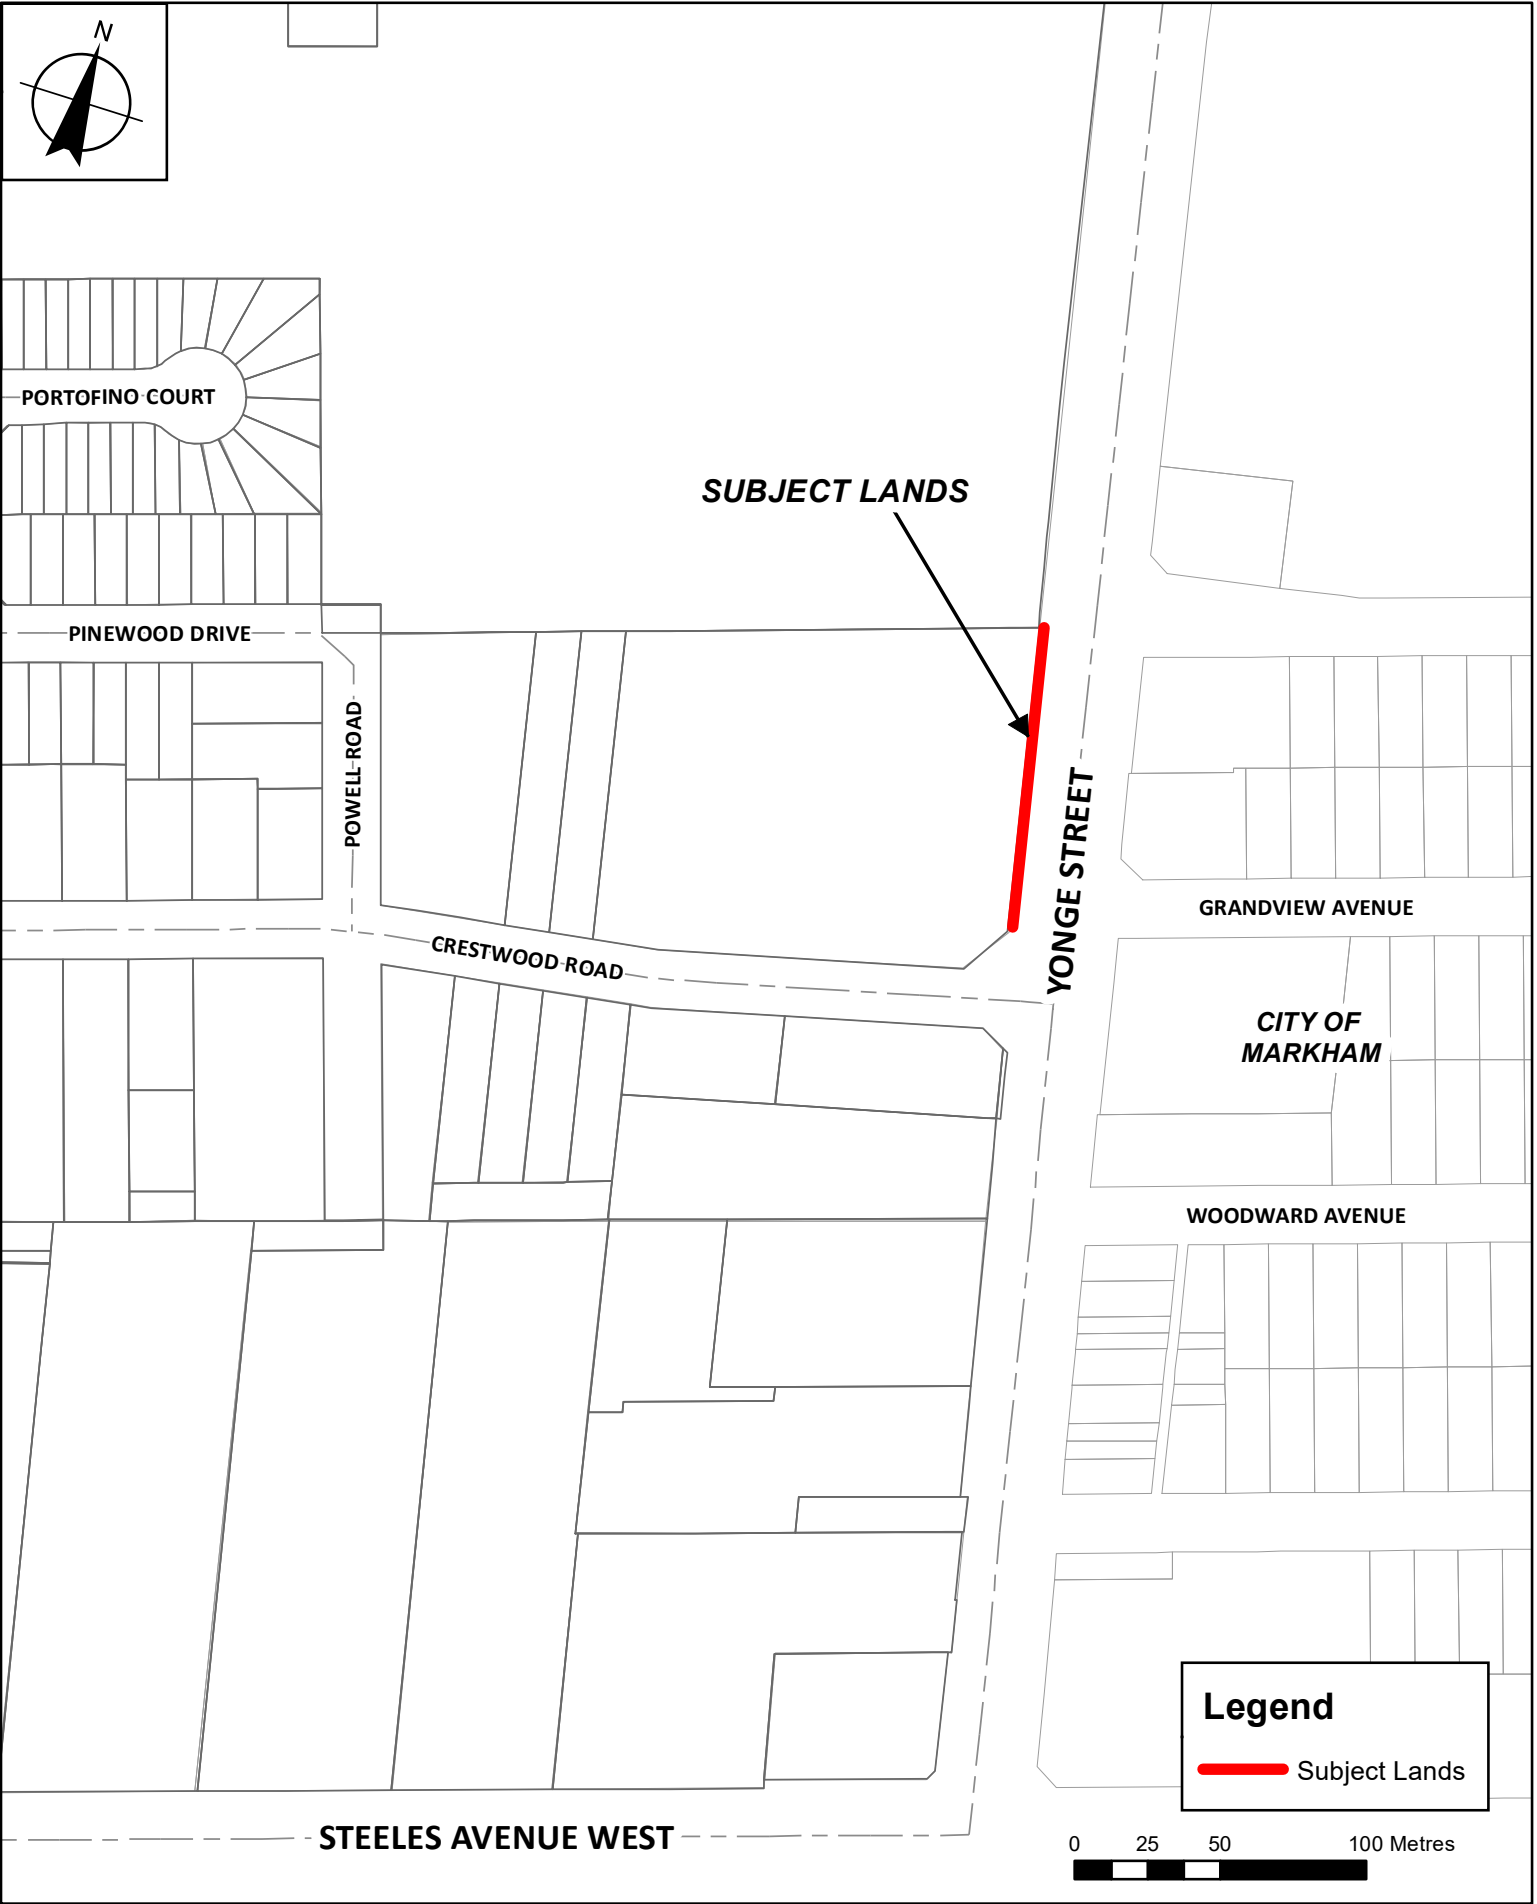 N
PORTOFINO COURT
SUBJECT LANDS
PINEWOOD DRIVE
POWELL ROAD
YONGE STREET
GRANDVIEW AVENUE
CRESTWOOD ROAD
CITY OF
MARKHAM
WOODWARD AVENUE
Legend
Subject Lands
STEELES AVENUE WEST
0 25 50 100 Metres